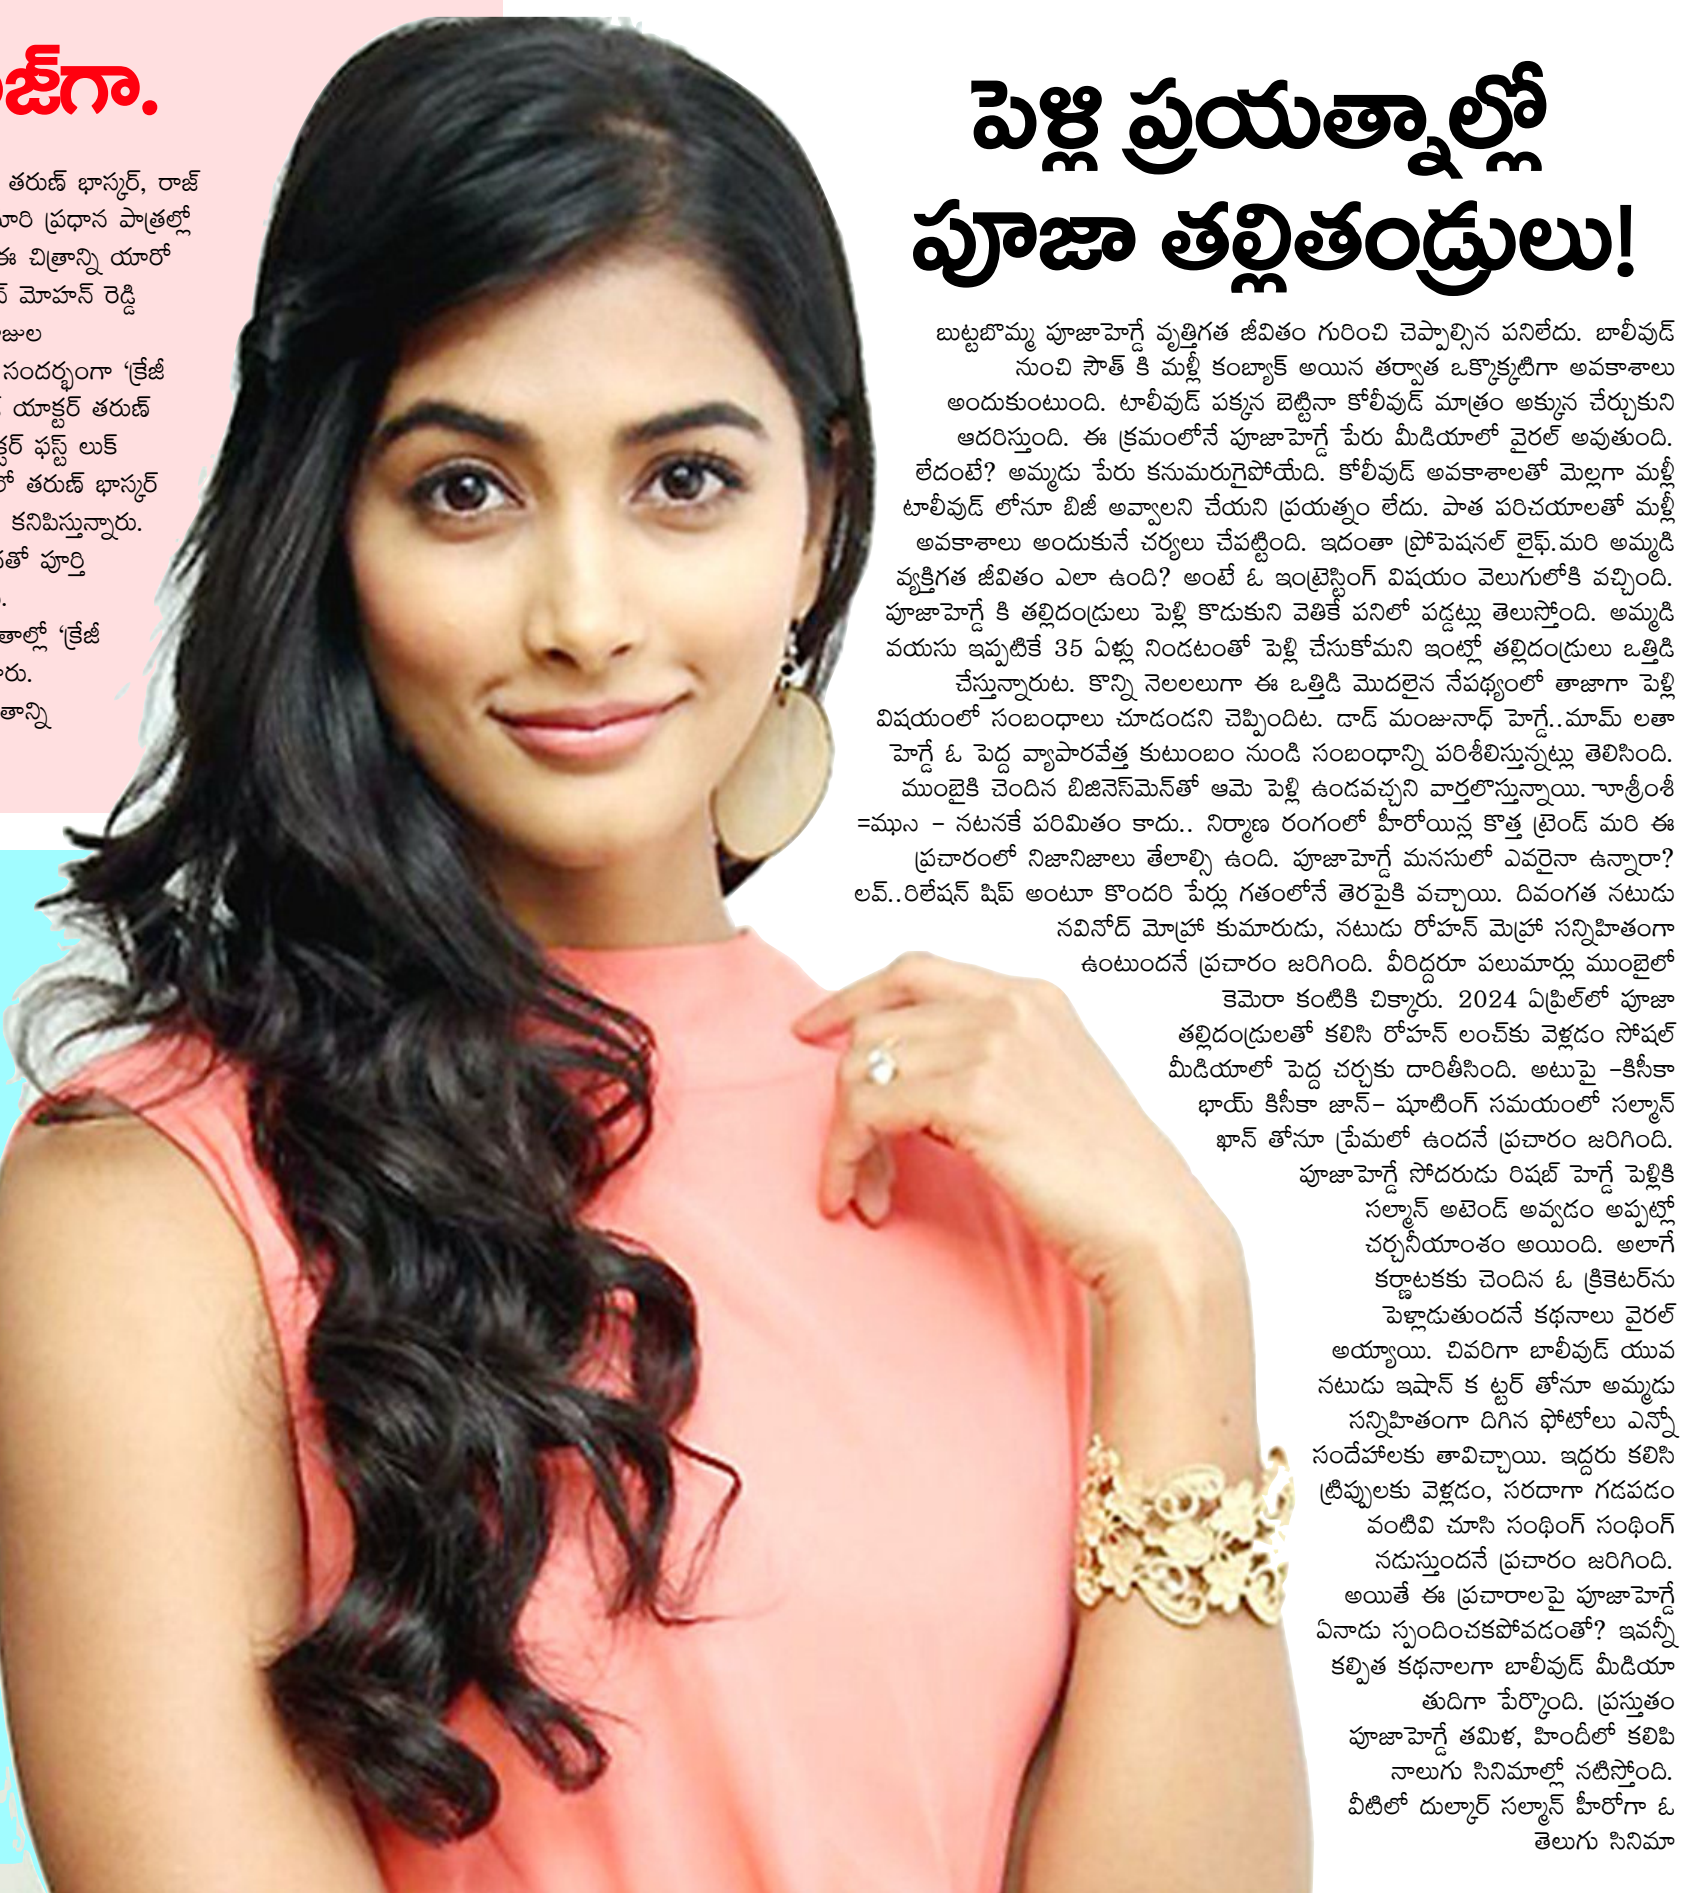 జ్‌గా.
తరుణ్ భాస్కర్, రాజ్
ప్రధాన పాత్రల్లో
ఈ చిత్రాన్ని యారో
మోహన్ రెడ్డి
సందర్భంగా ‘క్రేజీ
యాక్టర్ తరుణ్
ఫస్ట్ లుక్
లో తరుణ్ భాస్కర్
కనిపిస్తున్నారు.
పూర్తి
‘క్రేజీ
పెళ్లి ప్రయత్నాల్లో
పూజా తల్లితండ్రులు!
బుట్టబొమ్మ పూజాహెగ్డే వృత్తిగత జీవితం గురించి చెప్పాల్సిన పనిలేదు. బాలీవుడ్
నుంచి సౌత్ కి మళ్లీ కంబ్యాక్ అయిన తర్వాత ఒక్కొక్కటిగా అవకాశాలు
అందుకుంటుంది. టాలీవుడ్ పక్కన బెట్టినా కోలీవుడ్ మాత్రం అక్కున చేర్చుకుని
ఆదరిస్తుంది. ఈ క్రమంలోనే పూజాహెగ్డే పేరు మీడియాలో వైరల్ అవుతుంది.
లేదంటే? అమ్మడు పేరు కనుమరుగైపోయేది. కోలీవుడ్ అవకాశాలతో మెల్లగా మళ్లీ
టాలీవుడ్ లోనూ బిజీ అవ్వాలని చేయని ప్రయత్నం లేదు. పాత పరిచయాలతో మళ్లీ
అవకాశాలు అందుకునే చర్యలు చేపట్టింది. ఇదంతా ప్రోపెషనల్ లైఫ్.మరి అమ్మడి
వ్యక్తిగత జీవితం ఎలా ఉంది? అంటే ఓ ఇంట్రెస్టింగ్ విషయం వెలుగులోకి వచ్చింది.
పూజాహెగ్డే కి తల్లిదండ్రులు పెళ్లి కొడుకుని వెతికే పనిలో పడ్డట్లు తెలుస్తోంది. అమ్మడి
వయసు ఇప్పటికే 35 ఏళ్లు నిండటంతో పెళ్లి చేసుకోమని ఇంట్లో తల్లిదండ్రులు ఒత్తిడి
చేస్తున్నారుట. కొన్ని నెలలలుగా ఈ ఒత్తిడి మొదలైన నేపథ్యంలో తాజాగా పెళ్లి
విషయంలో సంబంధాలు చూడండని చెప్పిందిట. డాడ్ మంజునాధ్ హెగ్డే..మామ్ లతా
హెగ్డే ఓ పెద్ద వ్యాపారవేత్త కుటుంబం నుండి సంబంధాన్ని పరిశీలిస్తున్నట్లు తెలిసింది.
ముంబైకి చెందిన బిజినెస్‌మెన్‌తో ఆమె పెళ్లి ఉండవచ్చని వార్తలొస్తున్నాయి.
– నటనకే పరిమితం కాదు.. నిర్మాణ రంగంలో హీరోయిన్ల కొత్త ట్రెండ్ మరి ఈ
ప్రచారంలో నిజానిజాలు తేలాల్సి ఉంది. పూజాహెగ్డే మనసులో ఎవరైనా ఉన్నారా?
లవ్..రిలేషన్ షిప్ అంటూ కొందరి పేర్లు గతంలోనే తెరపైకి వచ్చాయి. దివంగత నటుడు
నవినోద్ మోహ్రా కుమారుడు, నటుడు రోహన్ మెహ్రా సన్నిహితంగా
ఉంటుందనే ప్రచారం జరిగింది. వీరిద్దరూ పలుమార్లు ముంబైలో
కెమెరా కంటికి చిక్కారు. 2024 ఏప్రిల్‌లో పూజా
తల్లిదండ్రులతో కలిసి రోహన్ లంచ్‌కు వెళ్లడం సోషల్
మీడియాలో పెద్ద చర్చకు దారితీసింది. అటుపై –కిసీకా
భాయ్ కిసీకా జాన్– షూటింగ్ సమయంలో సల్మాన్
ఖాన్ తోనూ ప్రేమలో ఉందనే ప్రచారం జరిగింది.
పూజాహెగ్డే సోదరుడు రిషబ్ హెగ్డే పెళ్లికి
సల్మాన్ అటెండ్ అవ్వడం అప్పట్లో
చర్చనీయాంశం అయింది. అలాగే
కర్ణాటకకు చెందిన ఓ క్రికెటర్‌ను
పెళ్లాడుతుందనే కథనాలు వైరల్
అయ్యాయి. చివరిగా బాలీవుడ్ యువ
నటుడు ఇషాన్ క ట్టర్ తోనూ అమ్మడు
సన్నిహితంగా దిగిన ఫోటోలు ఎన్నో
సందేహాలకు తావిచ్చాయి. ఇద్దరు కలిసి
ట్రిప్పులకు వెళ్లడం, సరదాగా గడపడం
వంటివి చూసి సంథింగ్ సంథింగ్
నడుస్తుందనే ప్రచారం జరిగింది.
అయితే ఈ ప్రచారాలపై పూజాహెగ్డే
ఏనాడు స్పందించకపోవడంతో? ఇవన్నీ
కల్పిత కథనాలగా బాలీవుడ్ మీడియా
తుదిగా పేర్కొంది. ప్రస్తుతం
పూజాహెగ్డే తమిళ, హిందీలో కలిపి
నాలుగు సినిమాల్లో నటిస్తోంది.
వీటిలో దుల్కార్ సల్మాన్ హీరోగా ఓ
తెలుగు సినిమా